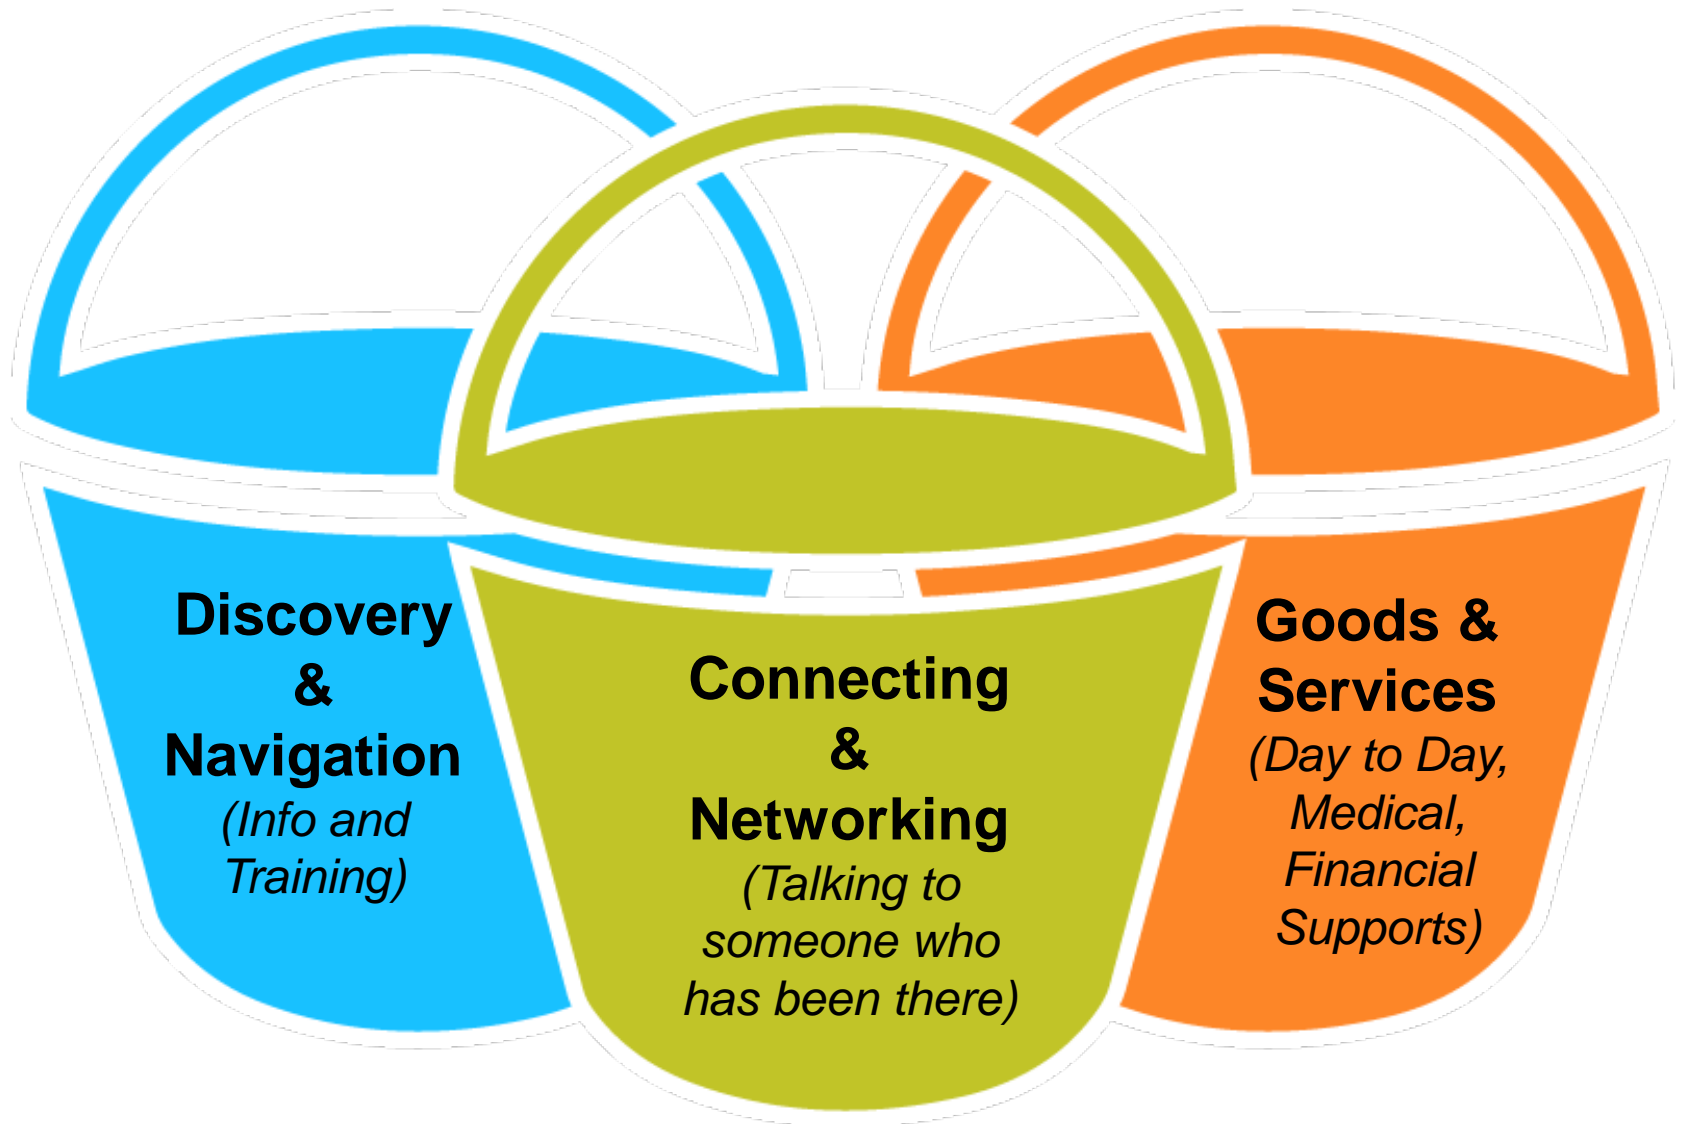 Discovery
&
Navigation
(Info and
Training)
Connecting
&
Networking
(Talking to
someone who
has been there)
Goods &
Services
(Day to Day,
Medical,
Financial
Supports)